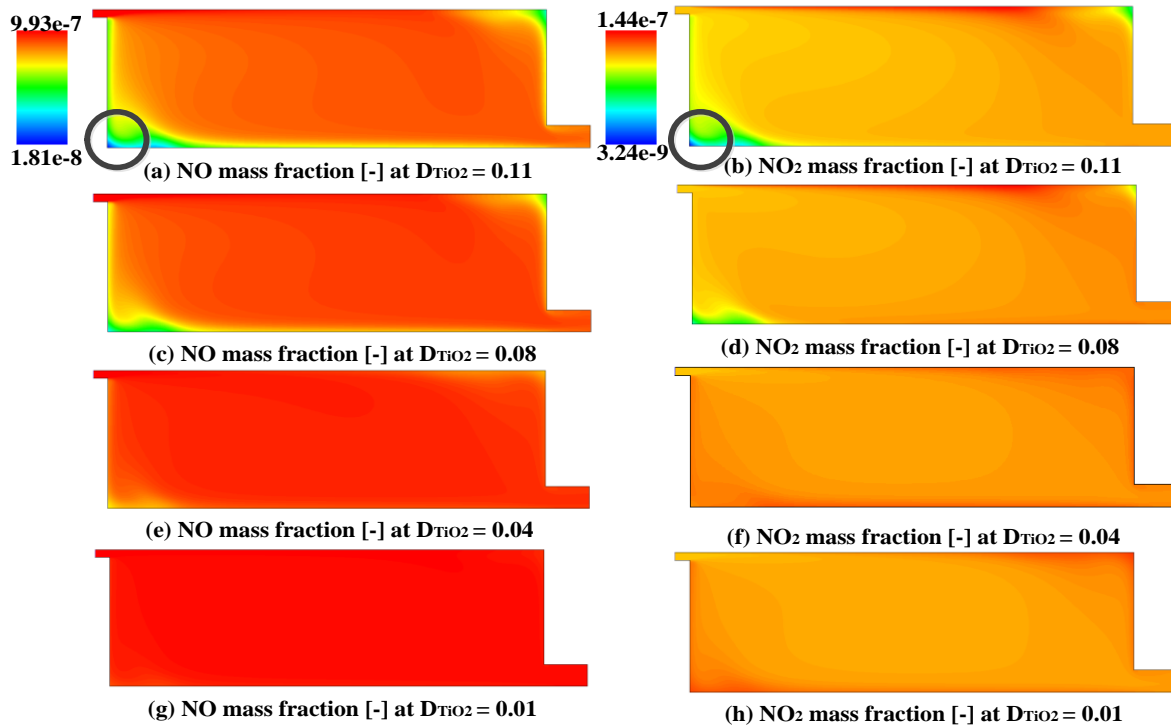 9.93e-7
1.81e-8
1.44e-7
3.24e-9
(a) NO mass fraction [-] at DTiO2 = 0.11
(b) NO2 mass fraction [-] at DTiO2 = 0.11
(c) NO mass fraction [-] at DTiO2 = 0.08
(d) NO2 mass fraction [-] at DTiO2 = 0.08
(e) NO mass fraction [-] at DTiO2 = 0.04
(f) NO2 mass fraction [-] at DTiO2 = 0.04
(g) NO mass fraction [-] at DTiO2 = 0.01
(h) NO2 mass fraction [-] at DTiO2 = 0.01